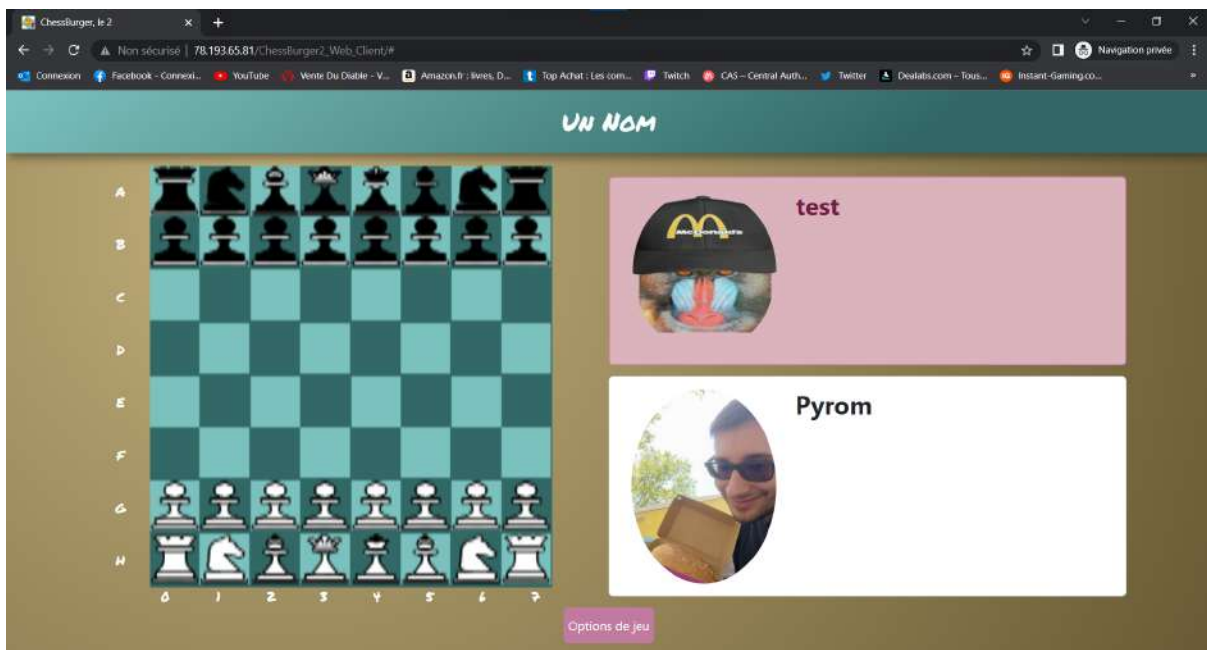 ChessBurger, le 2
Non sécurisé | 78.193.65.81/ChessBurger2_Web_Client/#
Navigation privée
Connexion Facebook - Connexi... YouTube Vente Du Diable - V... Amazon.fr : livres, D... Top Achat : Les com... Twitch CAS – Central Auth... Twitter Dealabs.com – Tous... Instant-Gaming.co...
Un Nom
A
B
C
D
E
F
G
H
0 1 2 3 4 5 6 7
test
McDonald's
Pyrom
Options de jeu